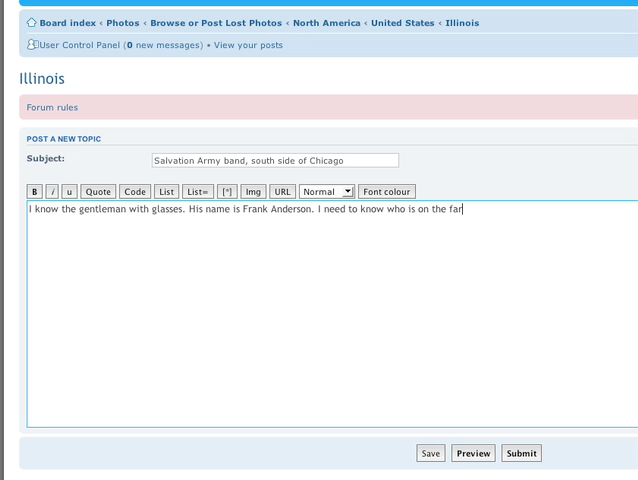 Board index ‹ Photos ‹ Browse or Post Lost Photos ‹ North America ‹ United States ‹ Illinois
User Control Panel (0 new messages) • View your posts
Illinois
Forum rules
POST A NEW TOPIC
Subject: Salvation Army band, south side of Chicago
B i u Quote Code List List= [*] Img URL Normal Font colour
I know the gentleman with glasses. His name is Frank Anderson. I need to know who is on the far
Save Preview Submit